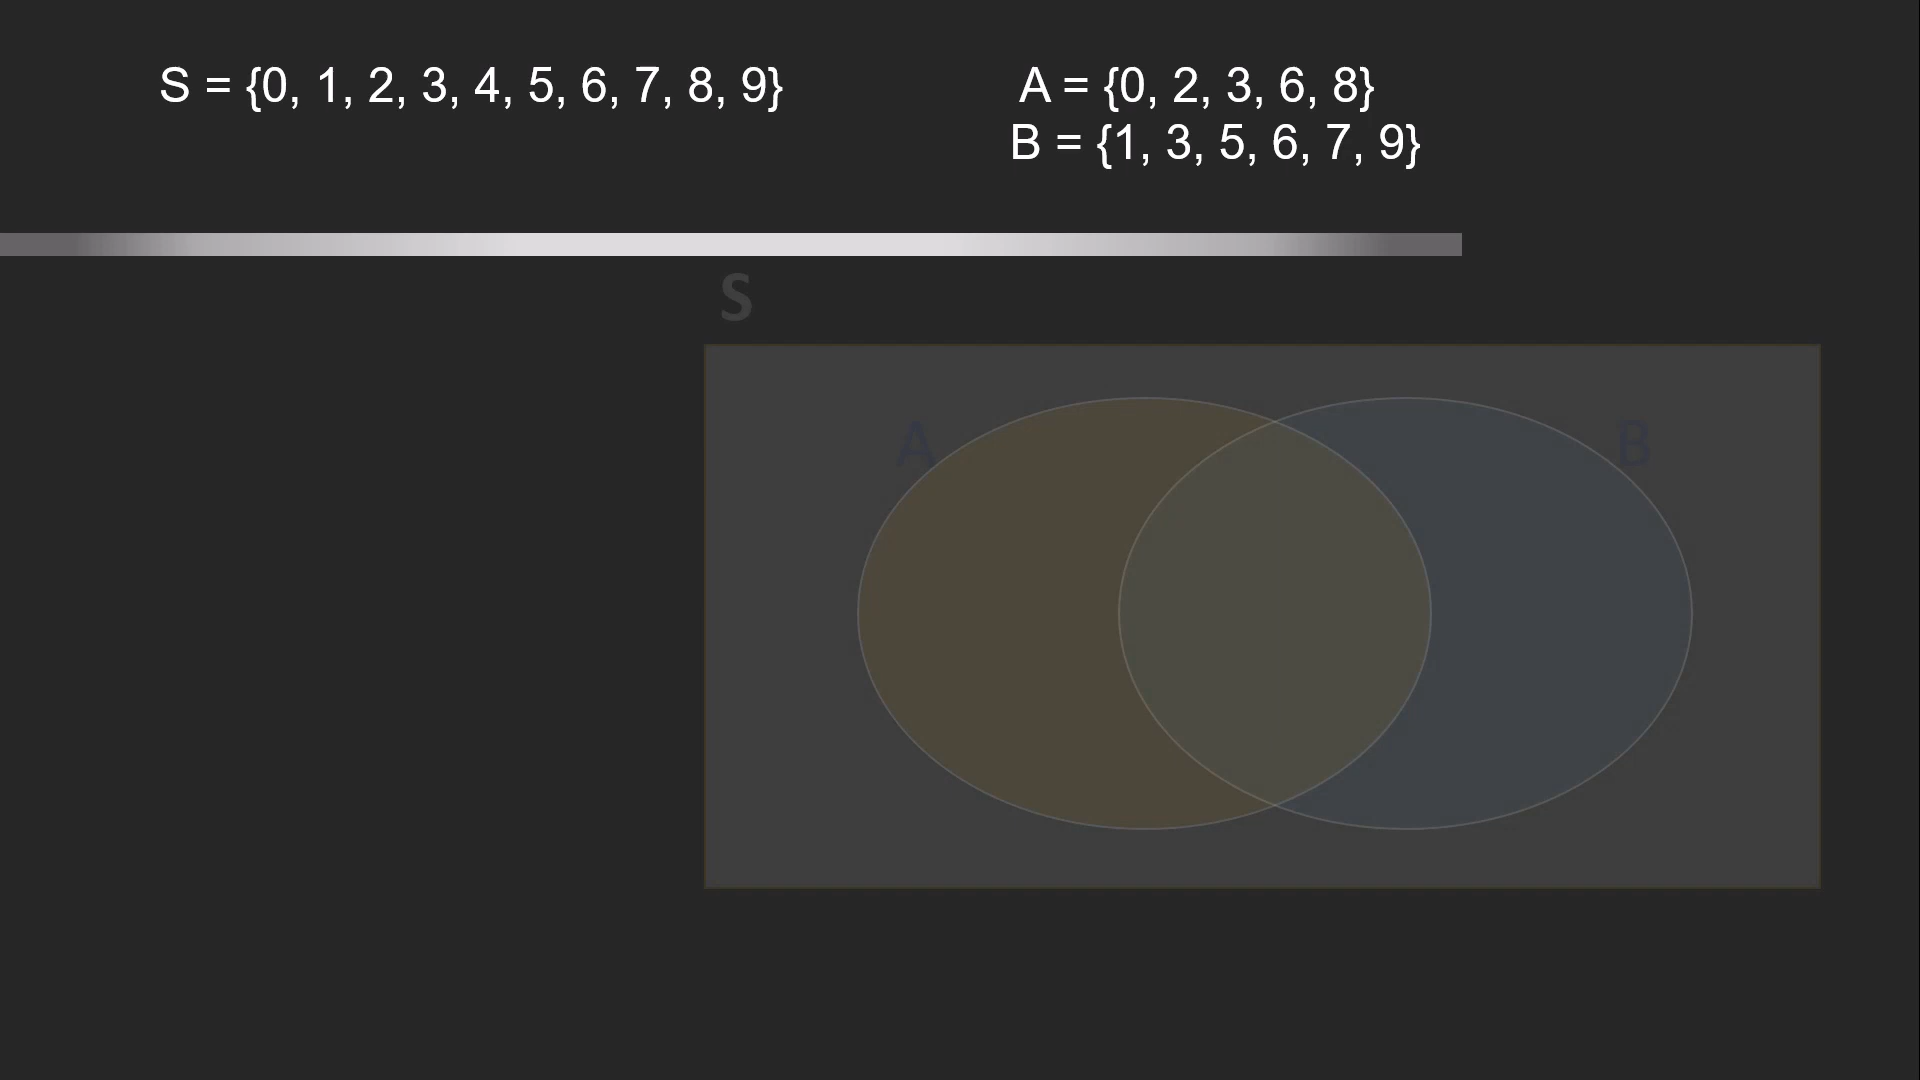 S = {0, 1, 2, 3, 4, 5, 6, 7, 8, 9}
A = {0, 2, 3, 6, 8}
B = {1, 3, 5, 6, 7, 9}
S
A
B